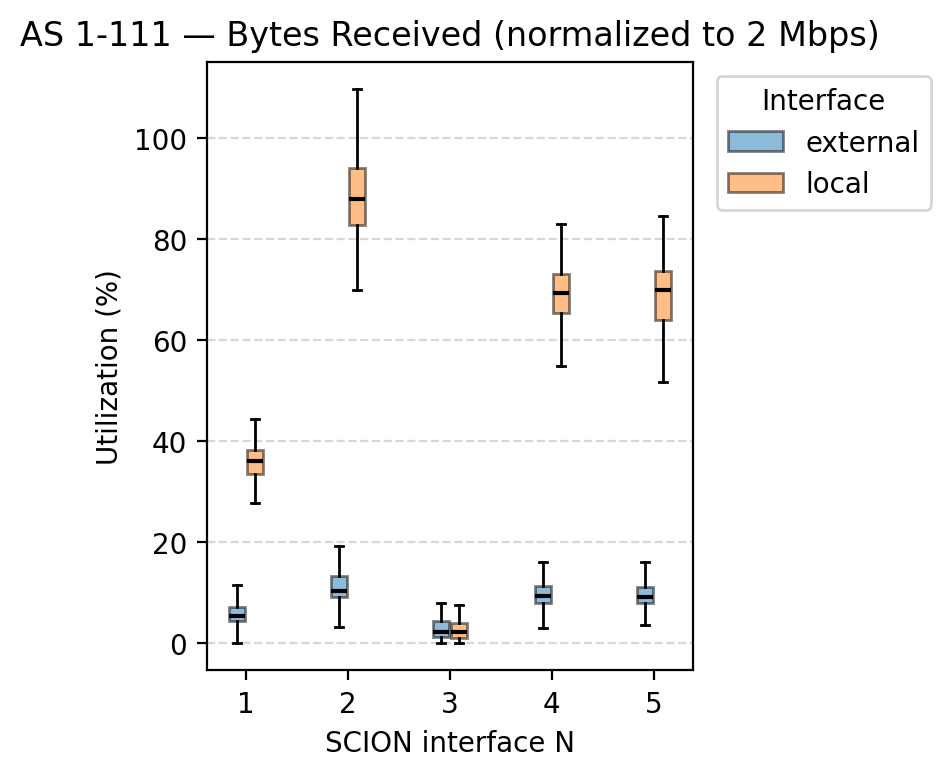 AS 1-111 — Bytes Received (normalized to 2 Mbps)
Interface
external
local
Utilization (%)
100
80
60
40
20
0
1 2 3 4 5
SCION interface N